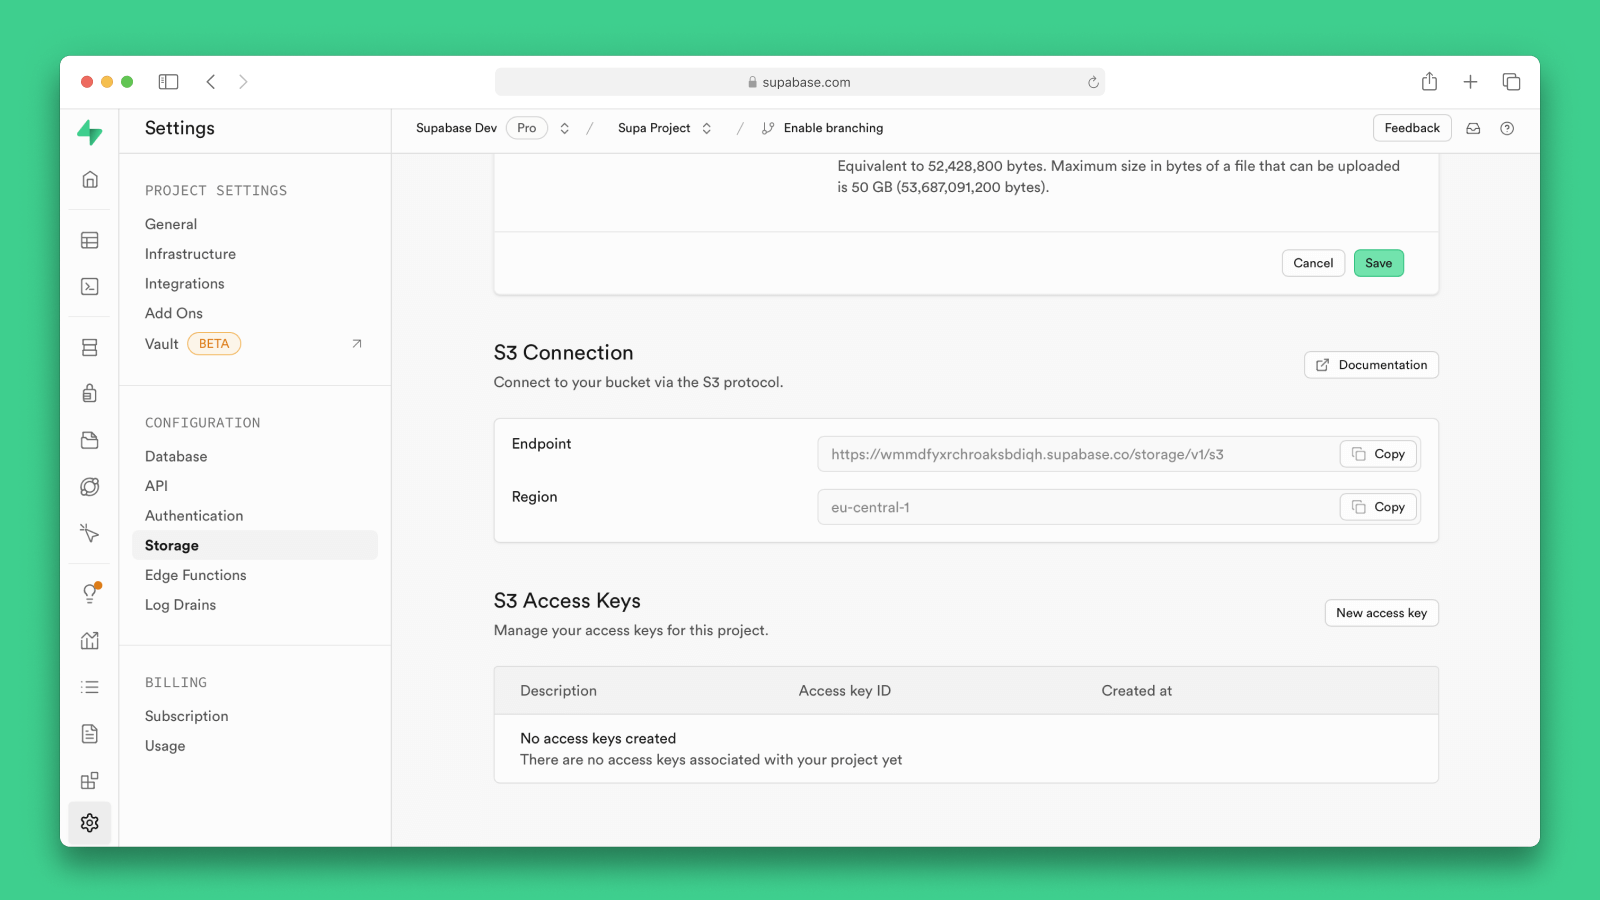 supabase.com
Settings
Supabase Dev Pro / Supa Project / Enable branching
Feedback
PROJECT SETTINGS
General
Infrastructure
Integrations
Add Ons
Vault BETA
CONFIGURATION
Database
API
Authentication
Storage
Edge Functions
Log Drains
BILLING
Subscription
Usage
Equivalent to 52,428,800 bytes. Maximum size in bytes of a file that can be uploaded
is 50 GB (53,687,091,200 bytes).
Cancel
Save
S3 Connection
Connect to your bucket via the S3 protocol.
Documentation
Endpoint
https://wmmdfyxrchroaksbdiqh.supabase.co/storage/v1/s3
Copy
Region
eu-central-1
Copy
S3 Access Keys
Manage your access keys for this project.
New access key
Description Access key ID Created at
No access keys created
There are no access keys associated with your project yet